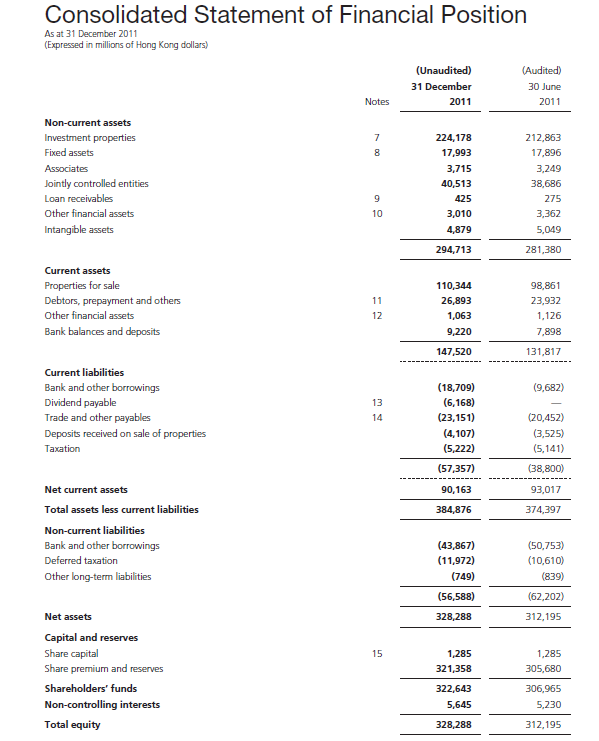 Consolidated Statement of Financial Position
As at 31 December 2011
(Expressed in millions of Hong Kong dollars)
(Unaudited) (Audited)
31 December 30 June
Notes 2011 2011
Non-current assets
Investment properties 7 224,178 212,863
Fixed assets 8 17,993 17,896
Associates 3,715 3,249
Jointly controlled entities 40,513 38,686
Loan receivables 9 425 275
Other financial assets 10 3,010 3,362
Intangible assets 4,879 5,049
294,713 281,380
Current assets
Properties for sale 110,344 98,861
Debtors, prepayment and others 11 26,893 23,932
Other financial assets 12 1,063 1,126
Bank balances and deposits 9,220 7,898
147,520 131,817
Current liabilities
Bank and other borrowings (18,709) (9,682)
Dividend payable 13 (6,168) —
Trade and other payables 14 (23,151) (20,452)
Deposits received on sale of properties (4,107) (3,525)
Taxation (5,222) (5,141)
(57,357) (38,800)
Net current assets 90,163 93,017
Total assets less current liabilities 384,876 374,397
Non-current liabilities
Bank and other borrowings (43,867) (50,753)
Deferred taxation (11,972) (10,610)
Other long-term liabilities (749) (839)
(56,588) (62,202)
Net assets 328,288 312,195
Capital and reserves
Share capital 15 1,285 1,285
Share premium and reserves 321,358 305,680
Shareholders' funds 322,643 306,965
Non-controlling interests 5,645 5,230
Total equity 328,288 312,195